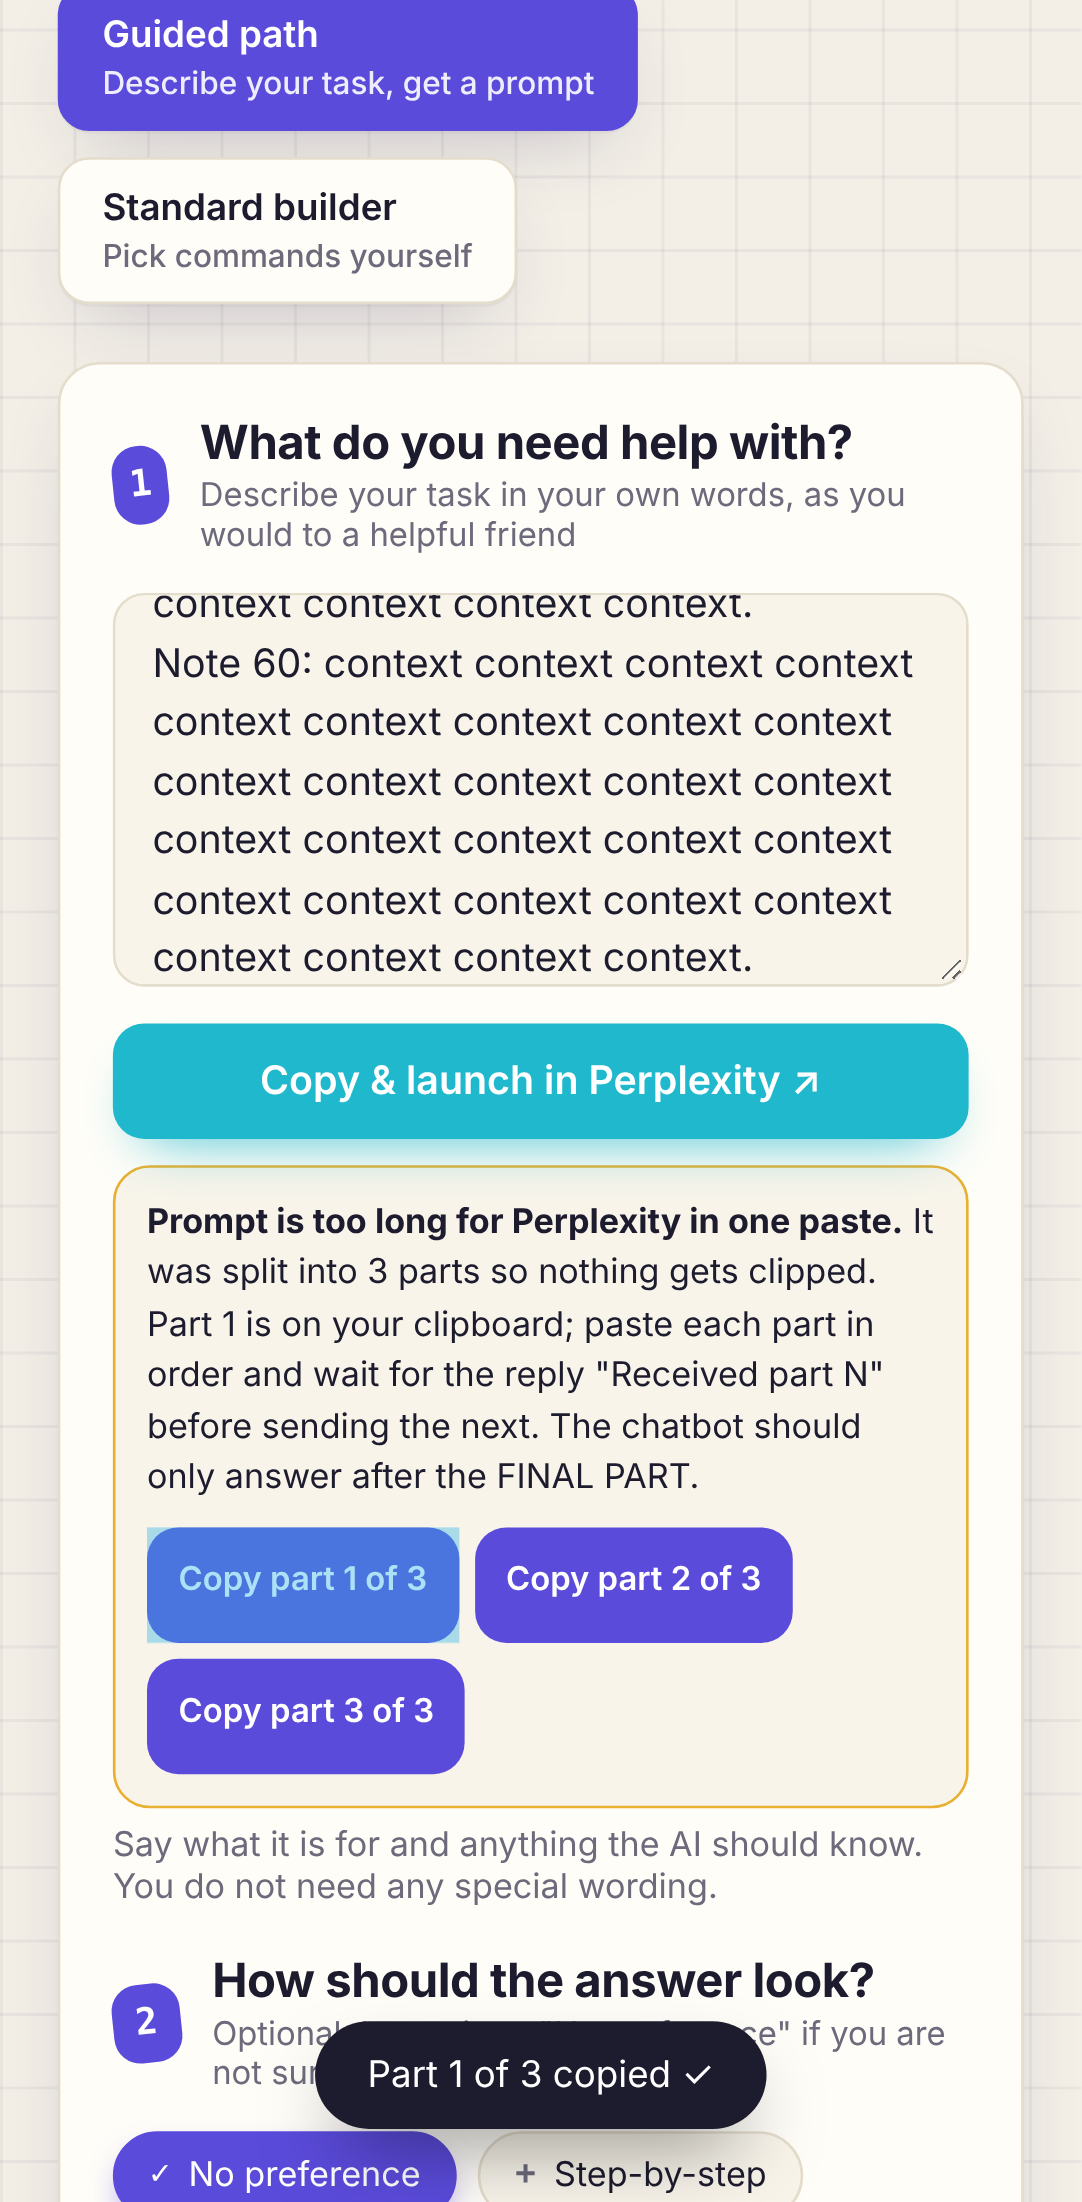 Guided path
Describe your task, get a prompt
Standard builder
Pick commands yourself
1
What do you need help with?
Describe your task in your own words, as you
would to a helpful friend
context context context context.
Note 60: context context context context
context context context context context
context context context context context
context context context context context
context context context context context
context context context context.
Copy & launch in Perplexity ↗
Prompt is too long for Perplexity in one paste. It
was split into 3 parts so nothing gets clipped.
Part 1 is on your clipboard; paste each part in
order and wait for the reply "Received part N"
before sending the next. The chatbot should
only answer after the FINAL PART.
Copy part 1 of 3
Copy part 2 of 3
Copy part 3 of 3
Say what it is for and anything the AI should know.
You do not need any special wording.
2
How should the answer look?
Optional if you are
not
Part 1 of 3 copied ✓
✓ No preference
+ Step-by-step